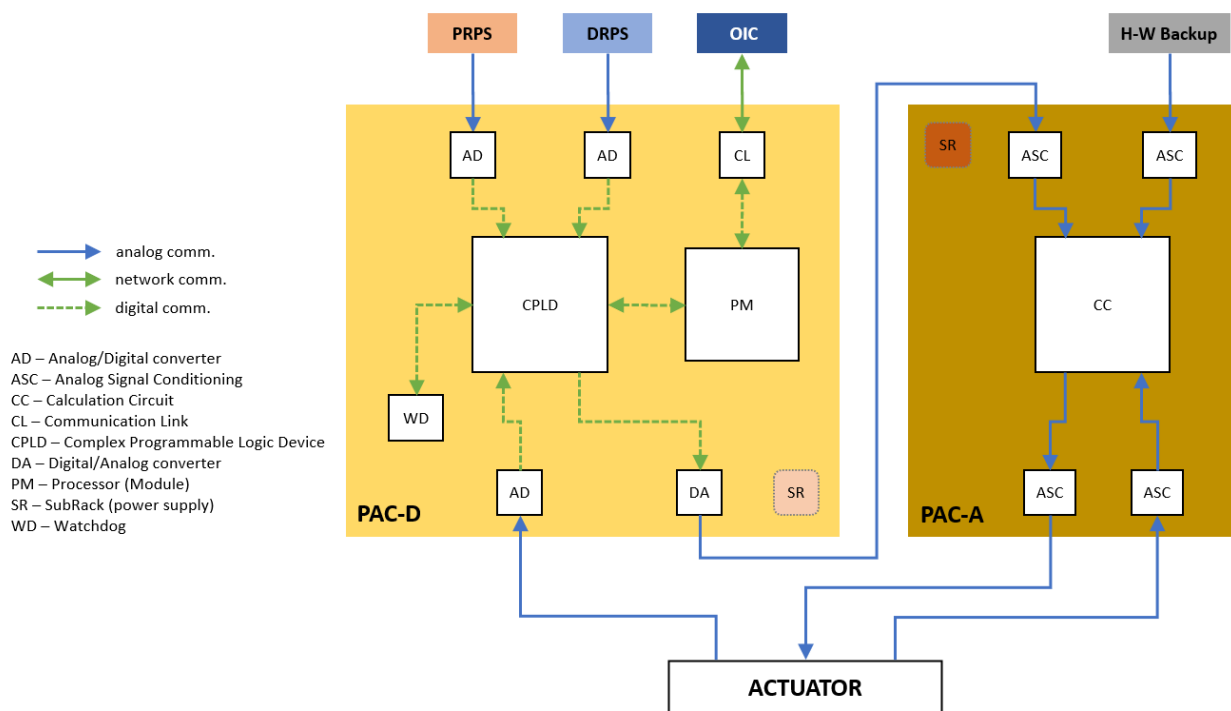 PRPS
DRPS
OIC
H-W Backup
AD
AD
CL
SR
ASC
ASC
analog comm.
network comm.
digital comm.
CPLD
PM
CC
AD – Analog/Digital converter
ASC – Analog Signal Conditioning
CC – Calculation Circuit
CL – Communication Link
CPLD – Complex Programmable Logic Device
DA – Digital/Analog converter
PM – Processor (Module)
SR – SubRack (power supply)
WD – Watchdog
WD
AD
DA
SR
ASC
ASC
PAC-D
PAC-A
ACTUATOR